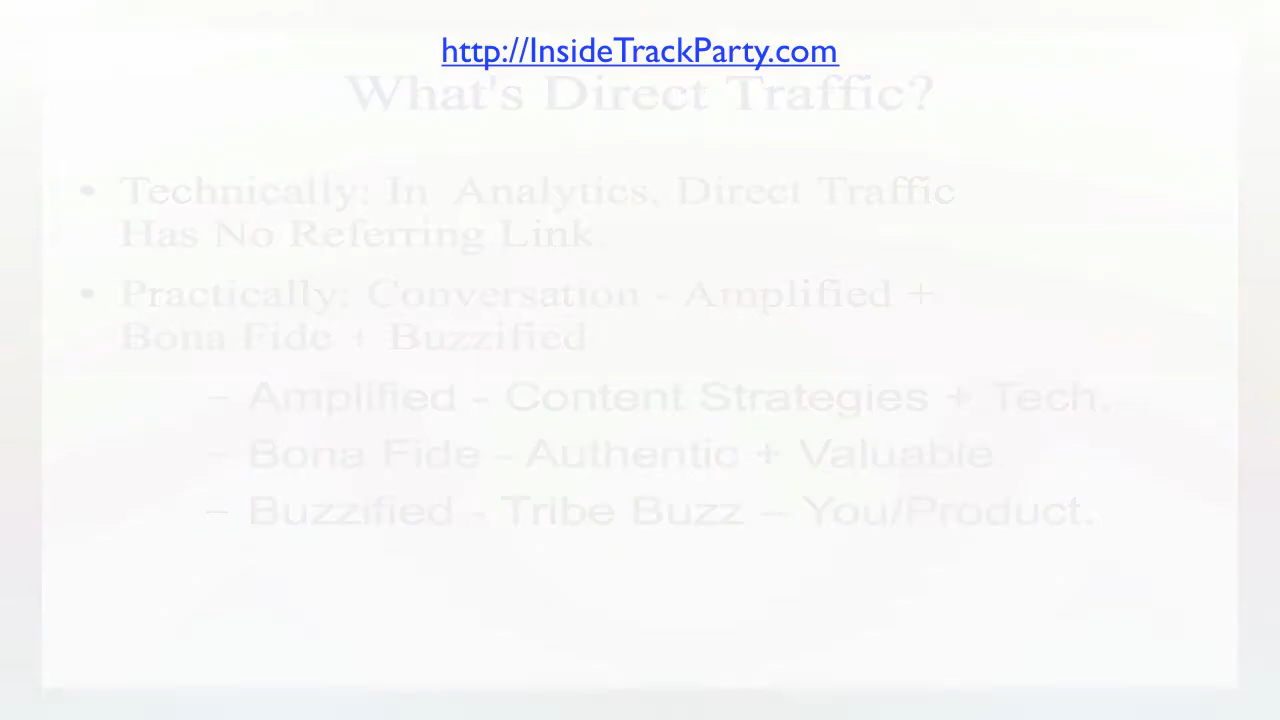 http://InsideTrackParty.com
What's Direct Traffic?
• Technically: In Analytics, Direct Traffic
Has No Referring Link.
• Practically: Conversation - Amplified +
Bona Fide + Buzzified
– Amplified - Content Strategies + Tech.
– Bona Fide - Authentic + Valuable.
– Buzzified - Tribe Buzz – You/Product.